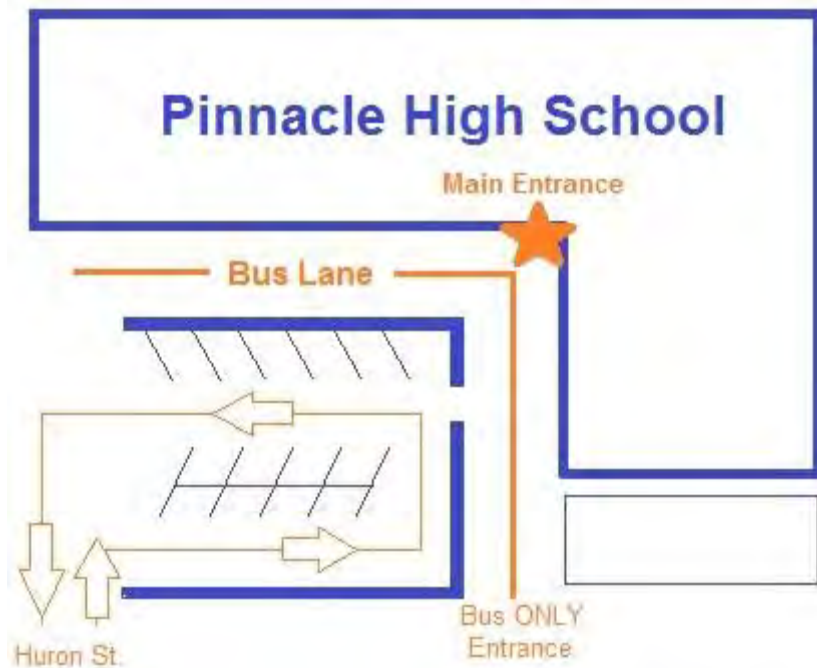 Pinnacle High School
Main Entrance
Bus Lane
Bus ONLY
Entrance
Huron St.